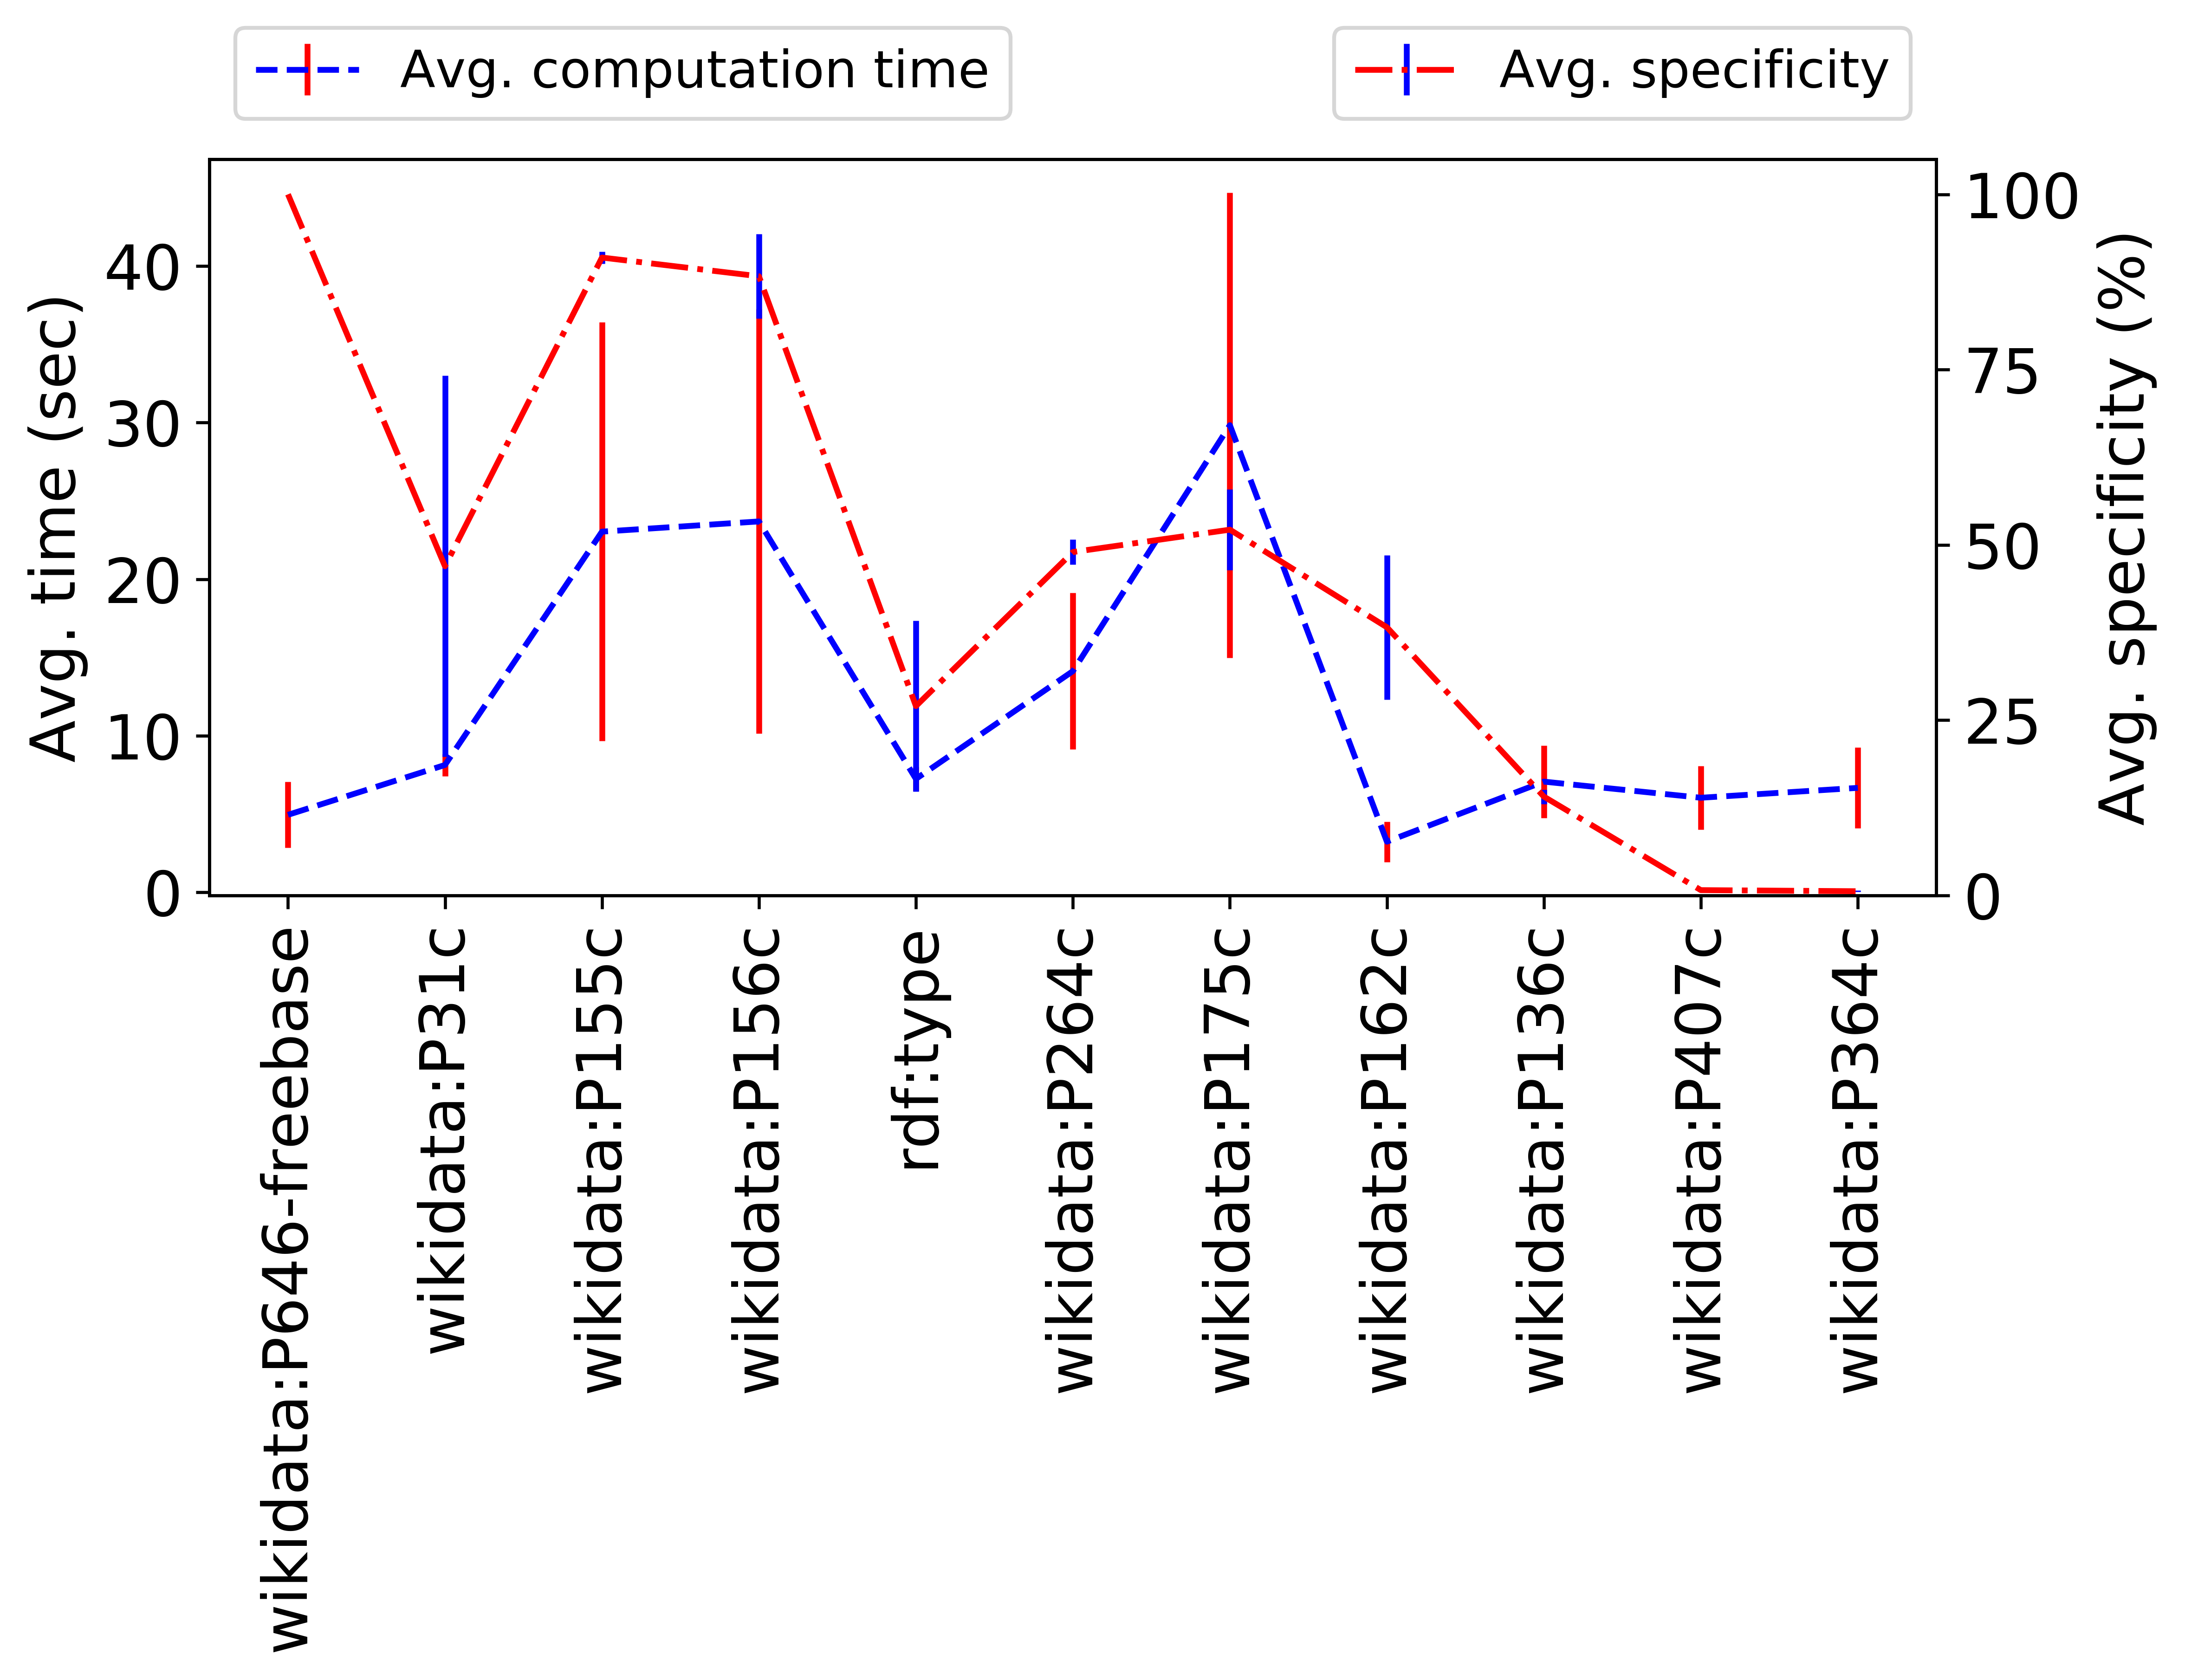 Avg. computation time
Avg. specificity
Avg. time (sec)
40
30
20
10
0
100
75
50
25
0
Avg. specificity (%)
wikidata:P646-freebase
wikidata:P31c
wikidata:P155c
wikidata:P156c
rdf:type
wikidata:P264c
wikidata:P175c
wikidata:P162c
wikidata:P136c
wikidata:P407c
wikidata:P364c